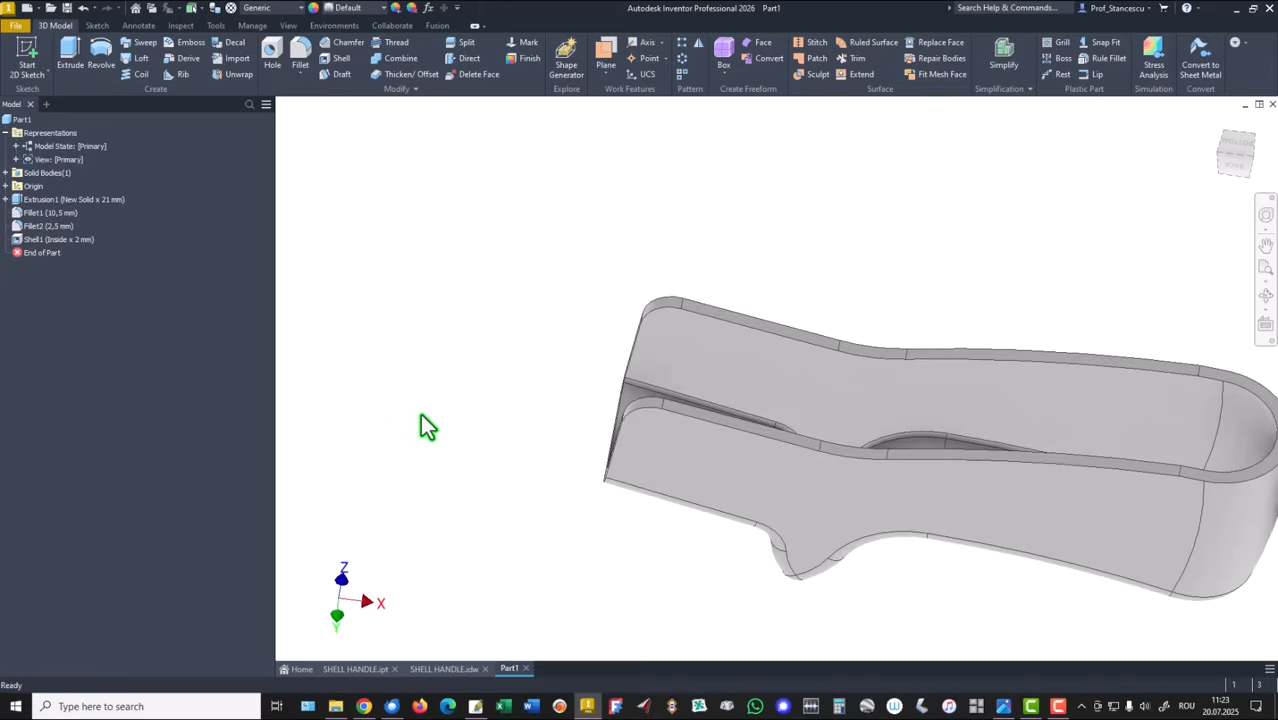 Generic
Default
Autodesk Inventor Professional 2026 Part1
Search Help & Commands...
Prof_Stancescu
File 3D Model Sketch Annotate Inspect Tools Manage View Environments Collaborate Fusion
Start 2D Sketch Extrude Revolve Sweep Emboss Decal
Loft Derive Import
Coil Rib Unwrap
Hole Fillet Chamfer Thread Split Direct
Shell Combine
Draft Thicken/ Offset Delete Face
Mark
Finish
Shape Generator
Plane Axis
Point
UCS
Box Face
Convert
Stitch Ruled Surface Replace Face
Patch Trim Repair Bodies
Sculpt Extend Fit Mesh Face
Simplify
Grill Snap Fit
Boss Rule Fillet
Rest Lip
Stress Analysis
Convert to Sheet Metal
Sketch Create Modify Explore Work Features Pattern Create Freeform Surface Simplification Plastic Part Simulation Convert
Model
Part1
Representations
Model State: [Primary]
View: [Primary]
Solid Bodies(1)
Origin
Extrusion1 (New Solid x 21 mm)
Fillet1 (10,5 mm)
Fillet2 (2,5 mm)
Shell1 (Inside x 2 mm)
End of Part
BOTTOM
BACK
Z
X
Y
Home SHELL HANDLE.ipt SHELL HANDLE.idw Part1
Ready
1 3
Type here to search
ROU
11:23
20.07.2025